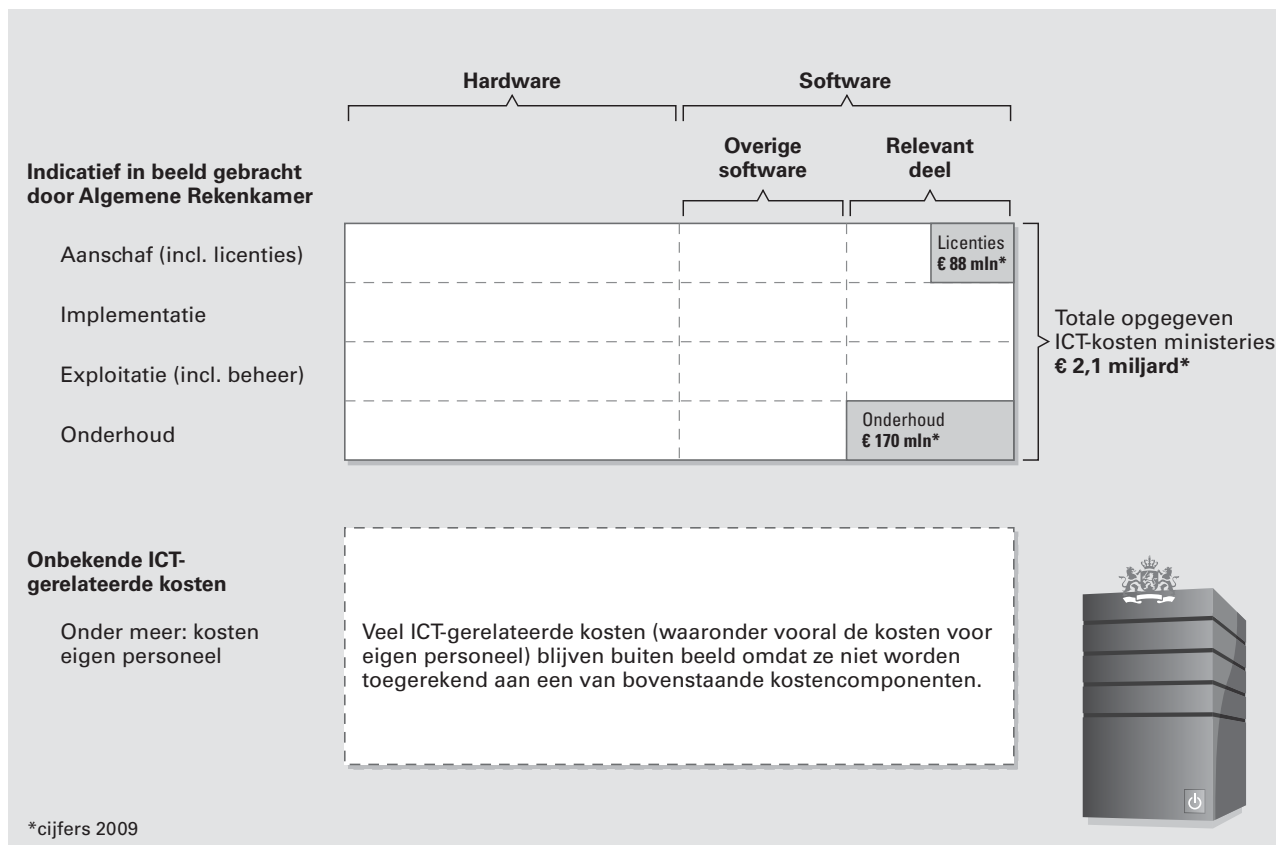 Hardware
Software
Overige
software
Relevant
deel
Indicatief in beeld gebracht
door Algemene Rekenkamer
Aanschaf (incl. licenties)
Licenties
€ 88 mln*
Implementatie
Exploitatie (incl. beheer)
Onderhoud
Onderhoud
€ 170 mln*
Totale opgegeven
ICT-kosten ministeries
€ 2,1 miljard*
Onbekende ICT-
gerelateerde kosten
Onder meer: kosten
eigen personeel
Veel ICT-gerelateerde kosten (waaronder vooral de kosten voor
eigen personeel) blijven buiten beeld omdat ze niet worden
toegerekend aan een van bovenstaande kostencomponenten.
*cijfers 2009